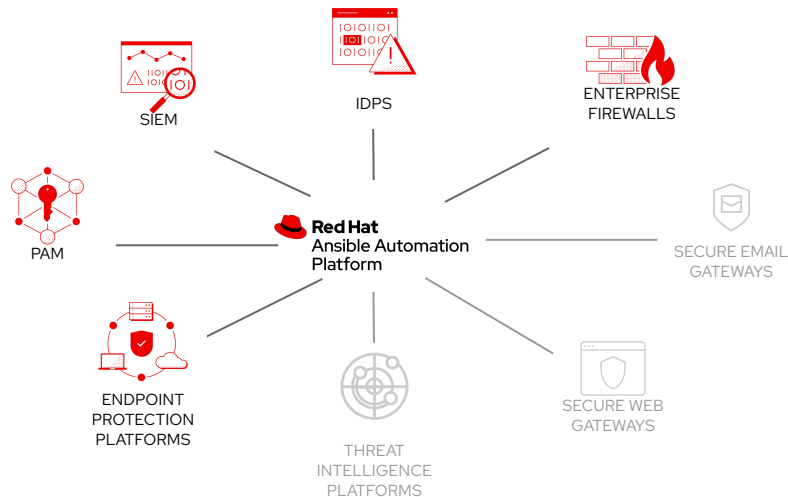 IDPS
SIEM
ENTERPRISE
FIREWALLS
PAM
Red Hat
Ansible Automation
Platform
SECURE EMAIL
GATEWAYS
ENDPOINT
PROTECTION
PLATFORMS
THREAT
INTELLIGENCE
PLATFORMS
SECURE WEB
GATEWAYS